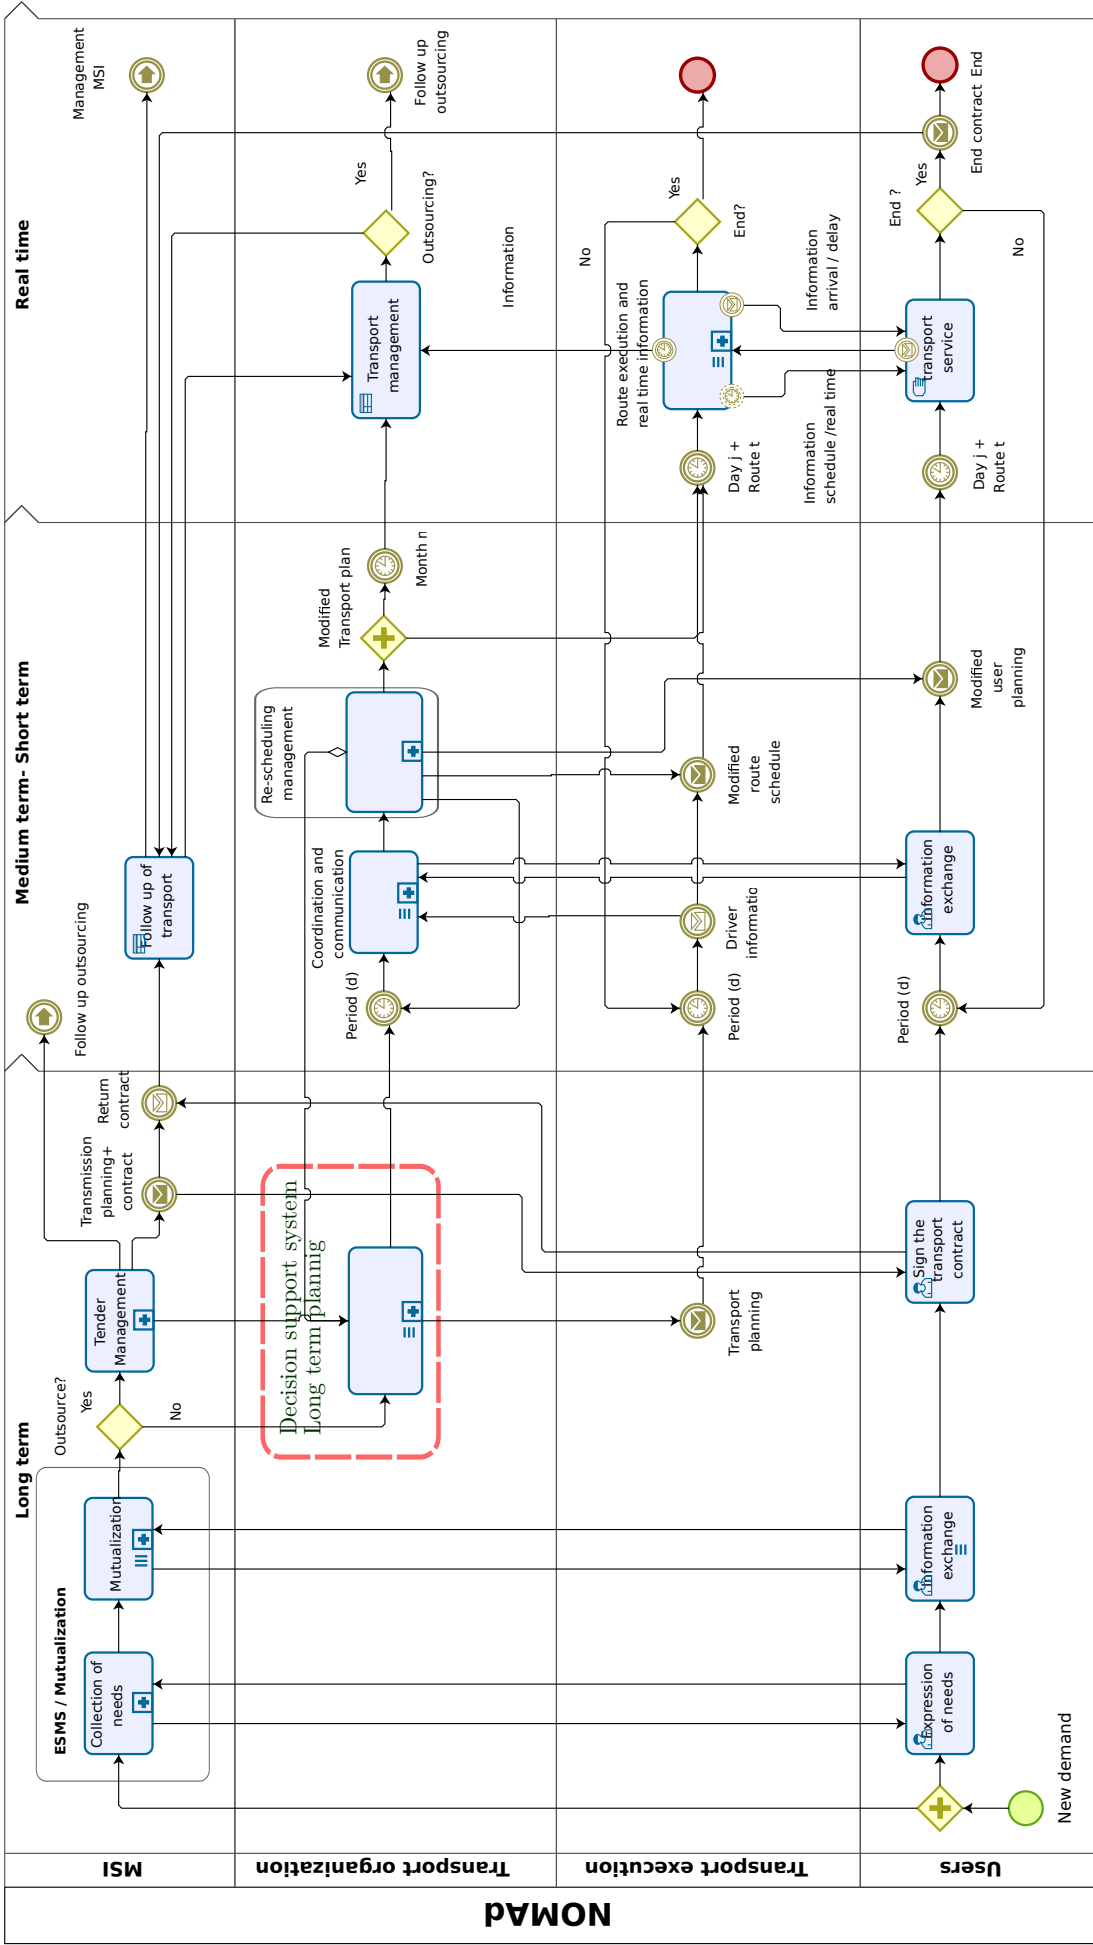 NOMAd
MSI
Transport organization
Transport execution
Users
Long term
Medium term- Short term
Real time
ESMS / Mutualization
Collection of
needs
Mutualization
Outsource?
Yes
No
Tender
Management
Transmission
planning+
contract
Return
contract
Follow up outsourcing
Follow up of
transport
Management
MSI
Decision support system
Long term plannig
Period (d)
Coordination and
communication
Re-scheduling
management
Modified
Transport plan
Month n
Transport
management
Outsourcing?
Yes
Follow up
outsourcing
Information
Transport
planning
Period (d)
Driver
informatio
Modified
route
schedule
Day j +
Route t
Route execution and
real time information
No
End?
Yes
Information
schedule /real time
Information
arrival / delay
New demand
Expression
of needs
Information
exchange
Sign the
transport
contract
Period (d)
Information
exchange
Modified
user
planning
Day j +
Route t
transport
service
End ?
Yes
No
End contract
End